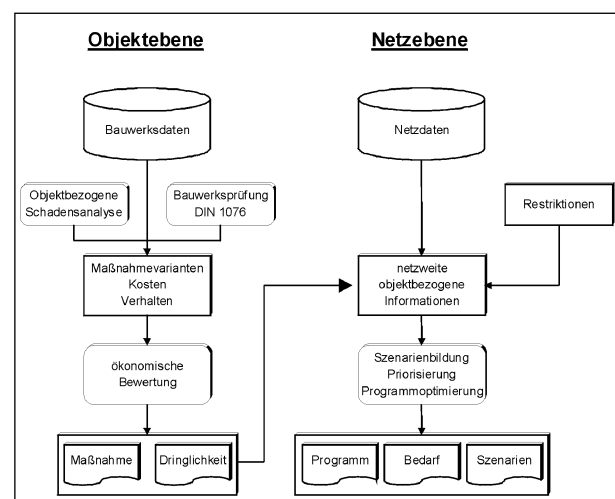 Objektebene
Netzebene
Bauwerksdaten
Netzdaten
Objektbezogene
Schadensanalyse
Bauwerksprüfung
DIN 1076
Restriktionen
Maßnahmevarianten
Kosten
Verhalten
netzweite
objektbezogene
Informationen
ökonomische
Bewertung
Szenarienbildung
Priorisierung
Programmoptimierung
Maßnahme
Dringlichkeit
Programm
Bedarf
Szenarien